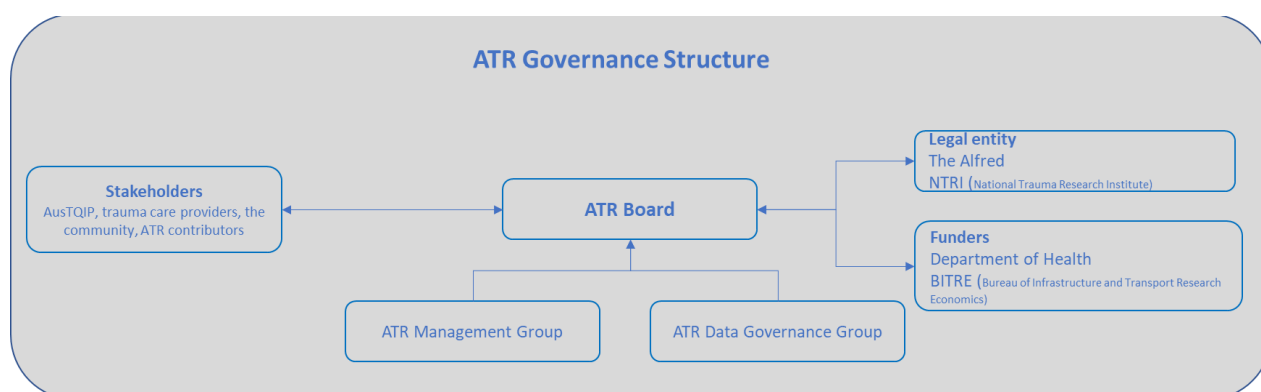 ATR Governance Structure
Stakeholders
AusTQIP, trauma care providers, the
community, ATR contributors
ATR Board
Legal entity
The Alfred
NTRI (National Trauma Research Institute)
Funders
Department of Health
BITRE (Bureau of Infrastructure and Transport Research
Economics)
ATR Management Group
ATR Data Governance Group